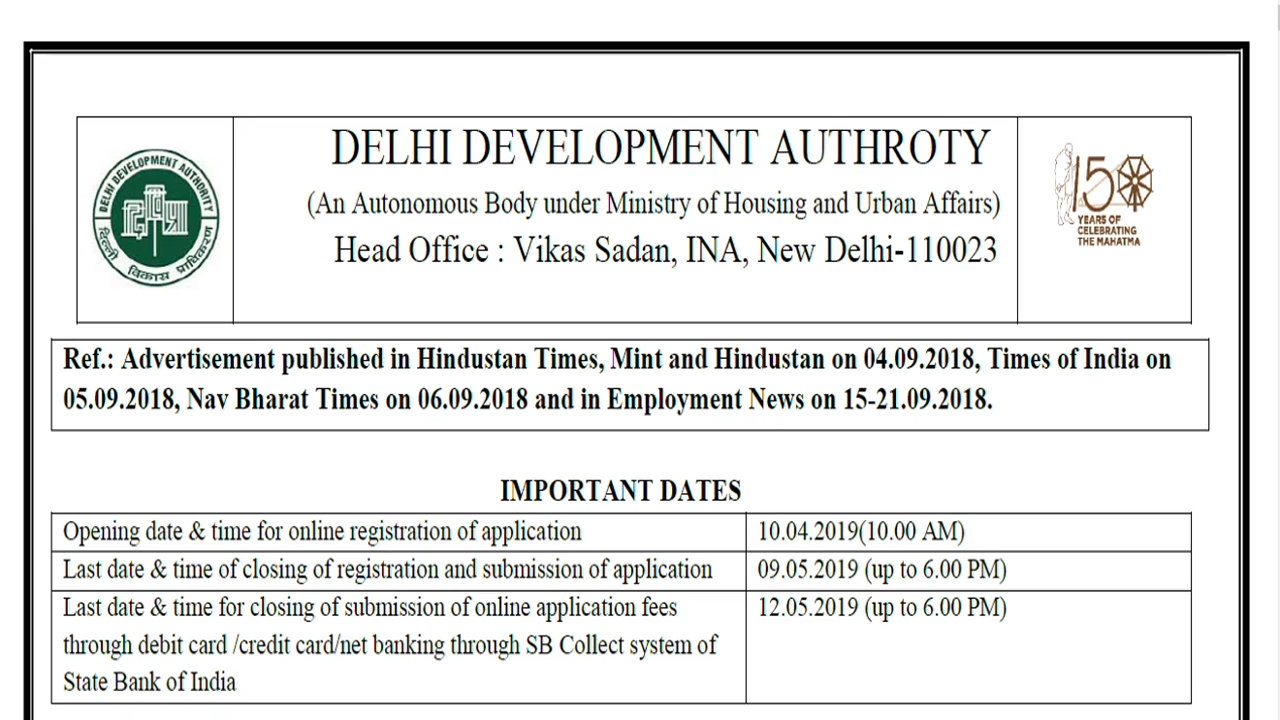 DELHI DEVELOPMENT AUTHROTY
(An Autonomous Body under Ministry of Housing and Urban Affairs)
Head Office : Vikas Sadan, INA, New Delhi-110023
DELHI DEVELOPMENT AUTHORITY
दिल्ली विकास प्राधिकरण
150
YEARS OF
CELEBRATING
THE MAHATMA
Ref.: Advertisement published in Hindustan Times, Mint and Hindustan on 04.09.2018, Times of India on
05.09.2018, Nav Bharat Times on 06.09.2018 and in Employment News on 15-21.09.2018.
IMPORTANT DATES
Opening date & time for online registration of application 10.04.2019(10.00 AM)
Last date & time of closing of registration and submission of application 09.05.2019 (up to 6.00 PM)
Last date & time for closing of submission of online application fees 12.05.2019 (up to 6.00 PM)
through debit card /credit card/net banking through SB Collect system of
State Bank of India